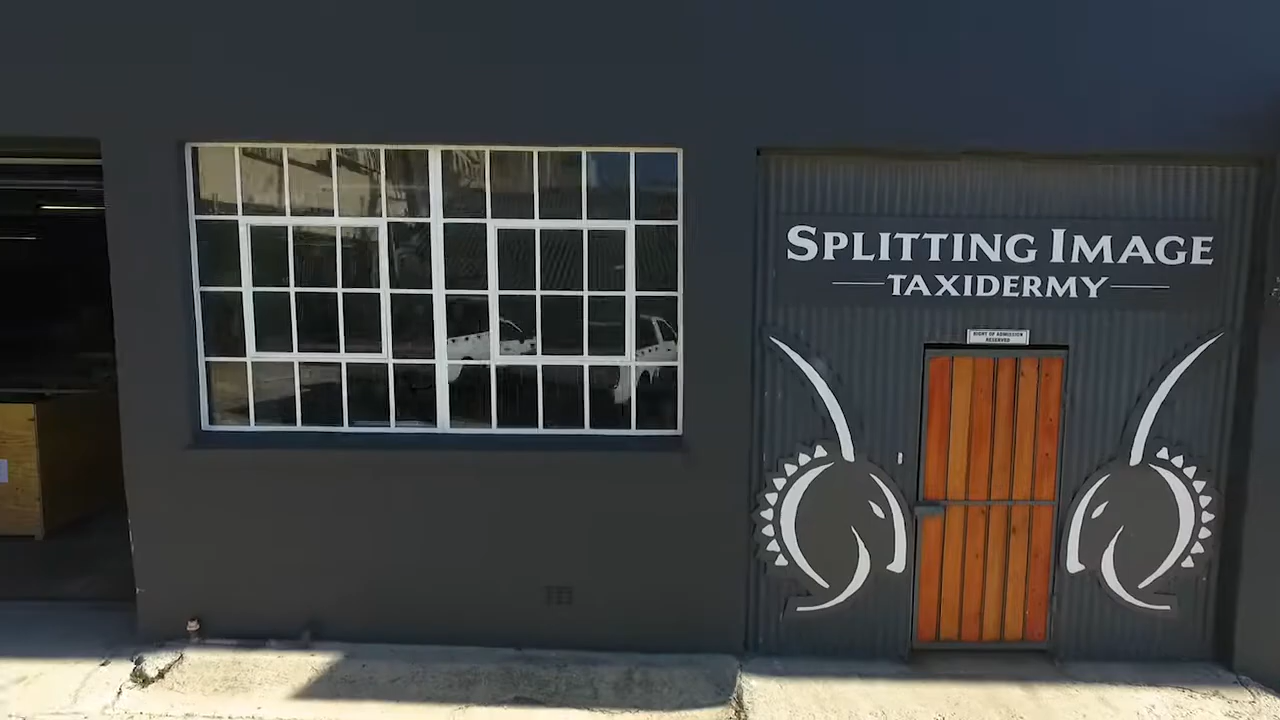 SPLITTING IMAGE
TAXIDERMY
RIGHT OF ADMISSION
RESERVED